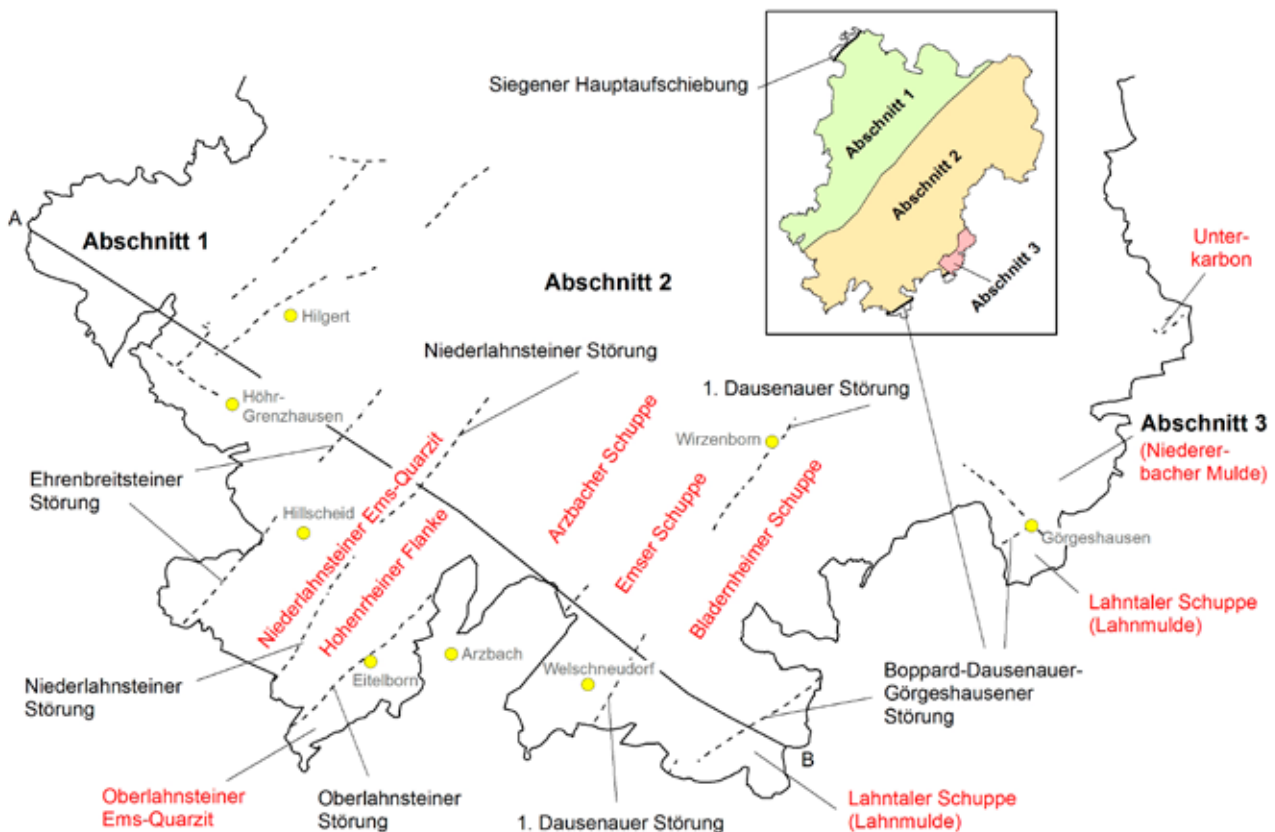 Siegener Hauptaufschiebung
Abschnitt 1
Abschnitt 2
Abschnitt 3
A
Abschnitt 1
Abschnitt 2
Unter-
karbon
Hilgert
Niederlahnsteiner Störung
Höhr-
Grenzhausen
1. Dausenauer Störung
Wirzenborn
Abschnitt 3
(Niederer-
bacher Mulde)
Ehrenbreitsteiner
Störung
Hillscheid
Niederlahnsteiner Ems-Quarzit
Hohenrheiner Flanke
Arzbacher Schuppe
Emser Schuppe
Bladernheimer Schuppe
Görgeshausen
Lahntaler Schuppe
(Lahnmulde)
Niederlahnsteiner
Störung
Eitelborn
Arzbach
Welschneudorf
Boppard-Dausenauer-
Görgeshausener
Störung
B
Oberlahnsteiner
Ems-Quarzit
Oberlahnsteiner
Störung
1. Dausenauer Störung
Lahntaler Schuppe
(Lahnmulde)